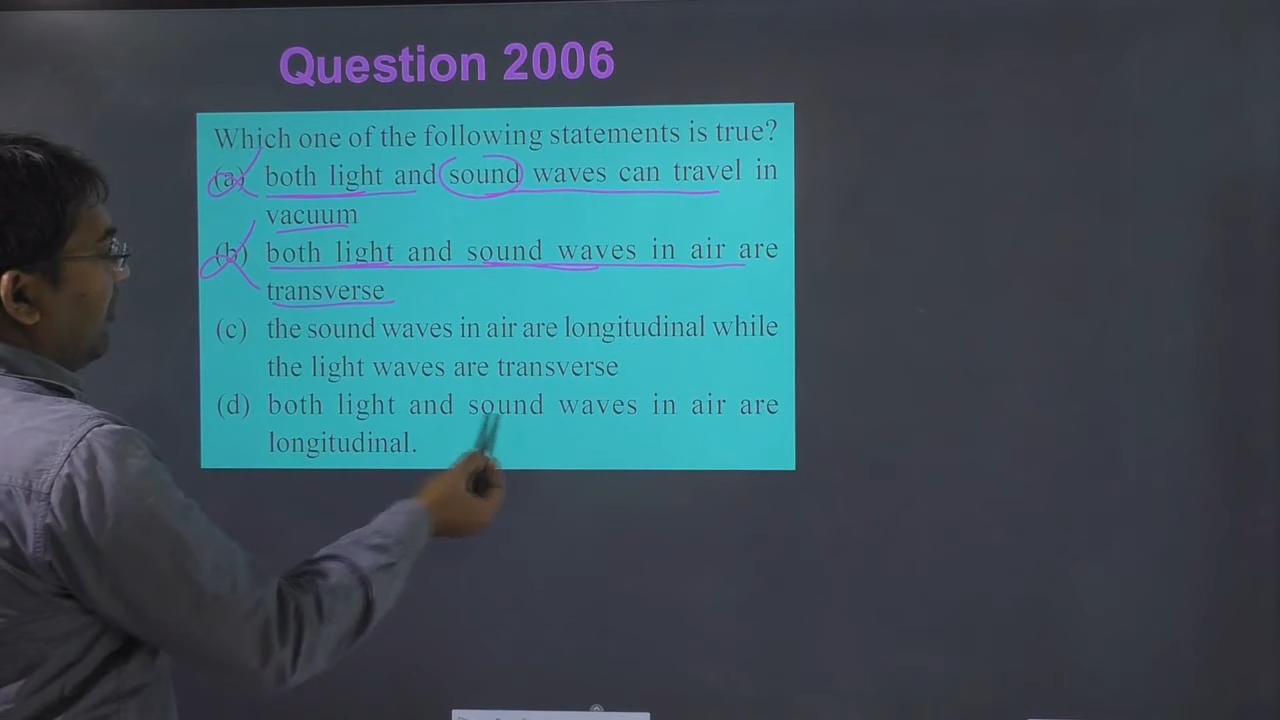 Question 2006
Which one of the following statements is true?
(a) both light and sound waves can travel in
vacuum
(b) both light and sound waves in air are
transverse
(c) the sound waves in air are longitudinal while
the light waves are transverse
(d) both light and sound waves in air are
longitudinal.